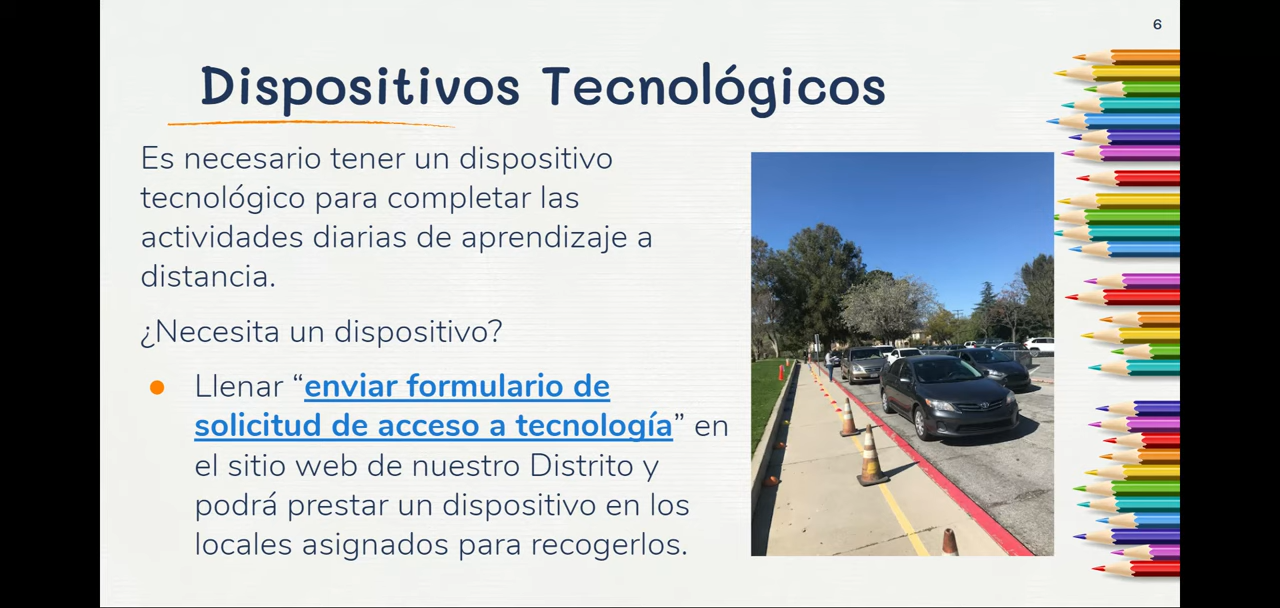 6
Dispositivos Tecnológicos
Es necesario tener un dispositivo
tecnológico para completar las
actividades diarias de aprendizaje a
distancia.
¿Necesita un dispositivo?
Llenar “enviar formulario de
solicitud de acceso a tecnología” en
el sitio web de nuestro Distrito y
podrá prestar un dispositivo en los
locales asignados para recogerlos.